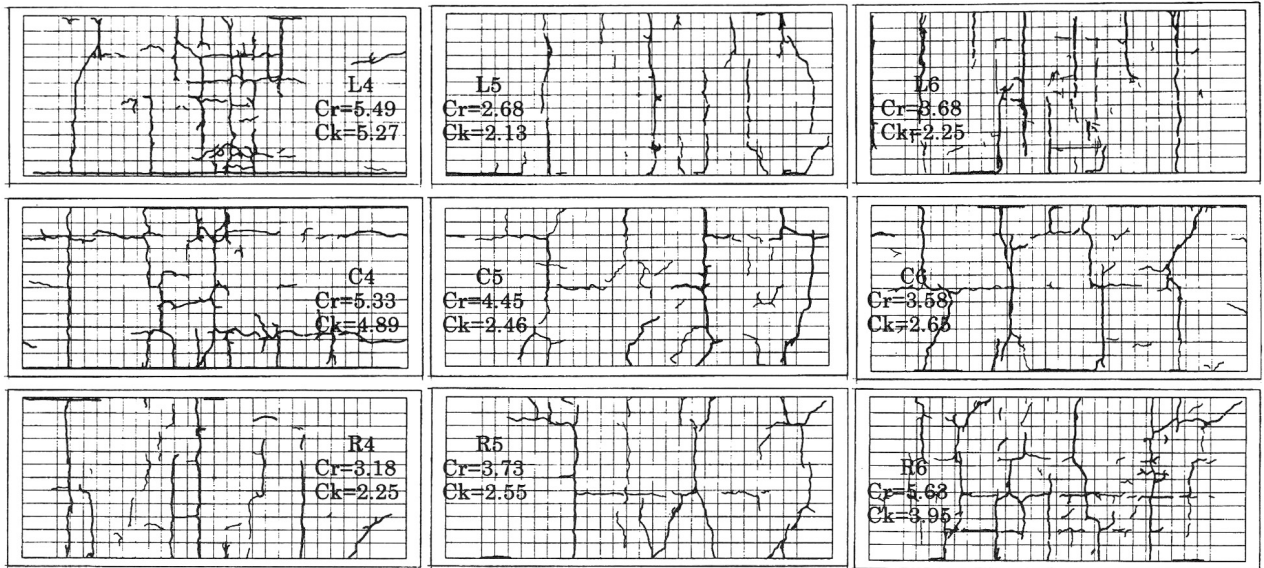 L4
Cr=5.49
Ck=5.27
L5
Cr=2.68
Ck=2.13
L6
Cr=3.68
Ck=2.25
C4
Cr=5.33
Ck=4.89
C5
Cr=4.45
Ck=2.46
C6
Cr=3.58
Ck=2.65
R4
Cr=3.18
Ck=2.25
R5
Cr=3.73
Ck=2.55
R6
Cr=5.63
Ck=3.95